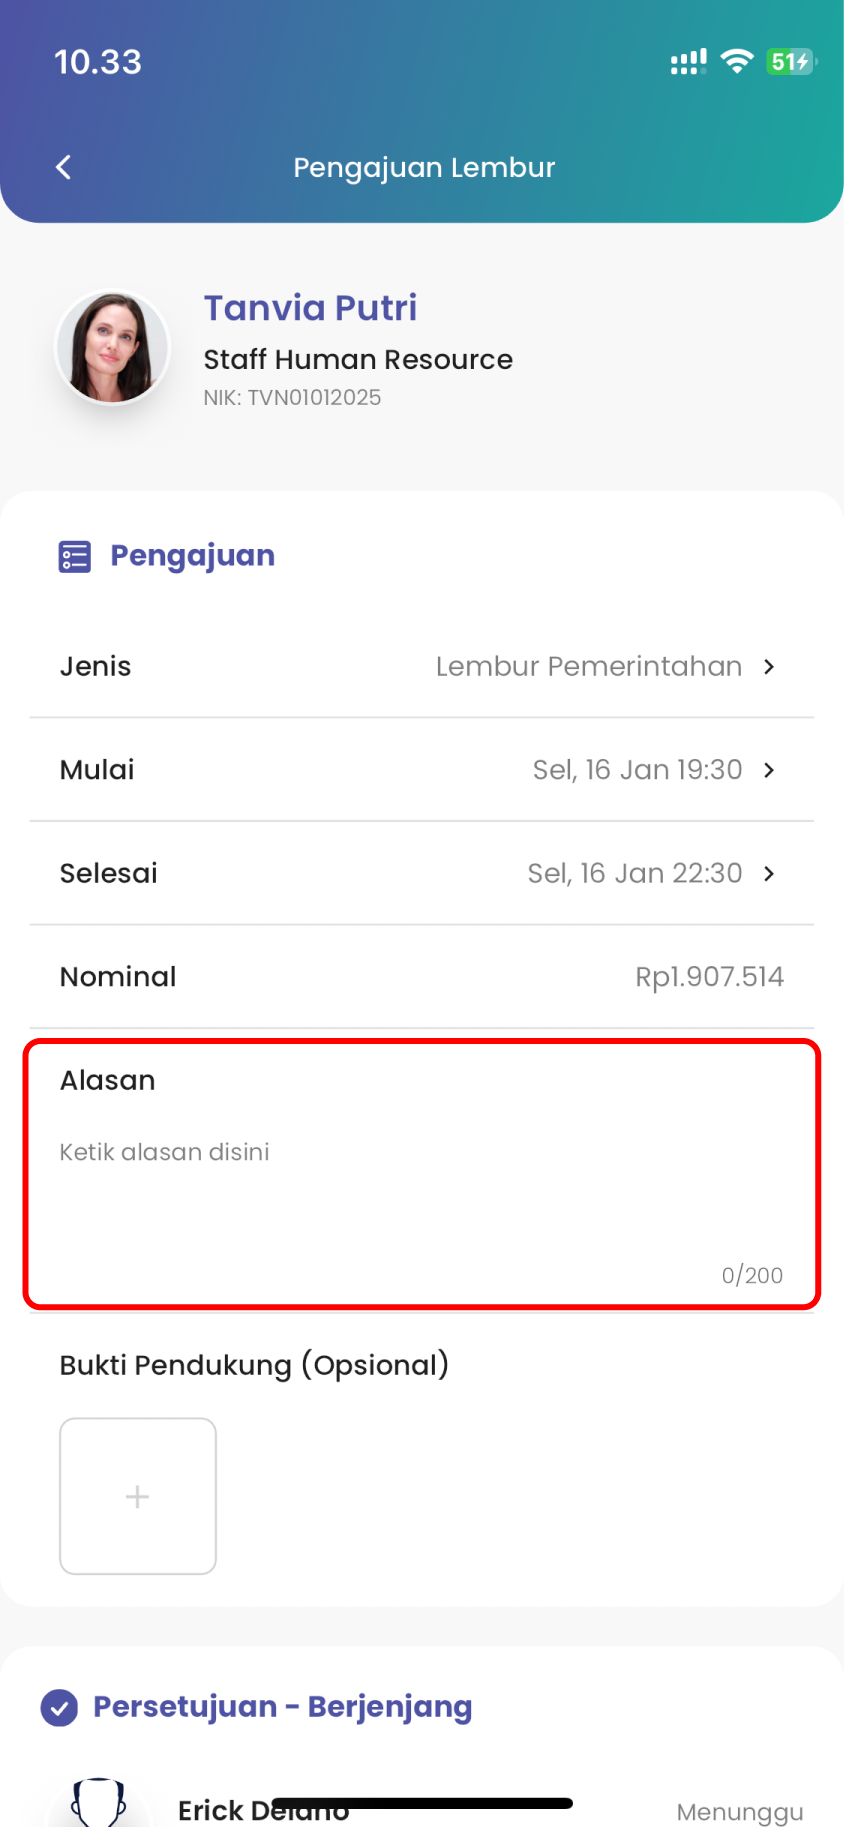 10.33
51
Pengajuan Lembur
Tanvia Putri
Staff Human Resource
NIK: TVN01012025
Pengajuan
Jenis Lembur Pemerintahan
Mulai Sel, 16 Jan 19:30
Selesai Sel, 16 Jan 22:30
Nominal Rp1.907.514
Alasan
Ketik alasan disini
0/200
Bukti Pendukung (Opsional)
Persetujuan - Berjenjang
Erick Delano Menunggu